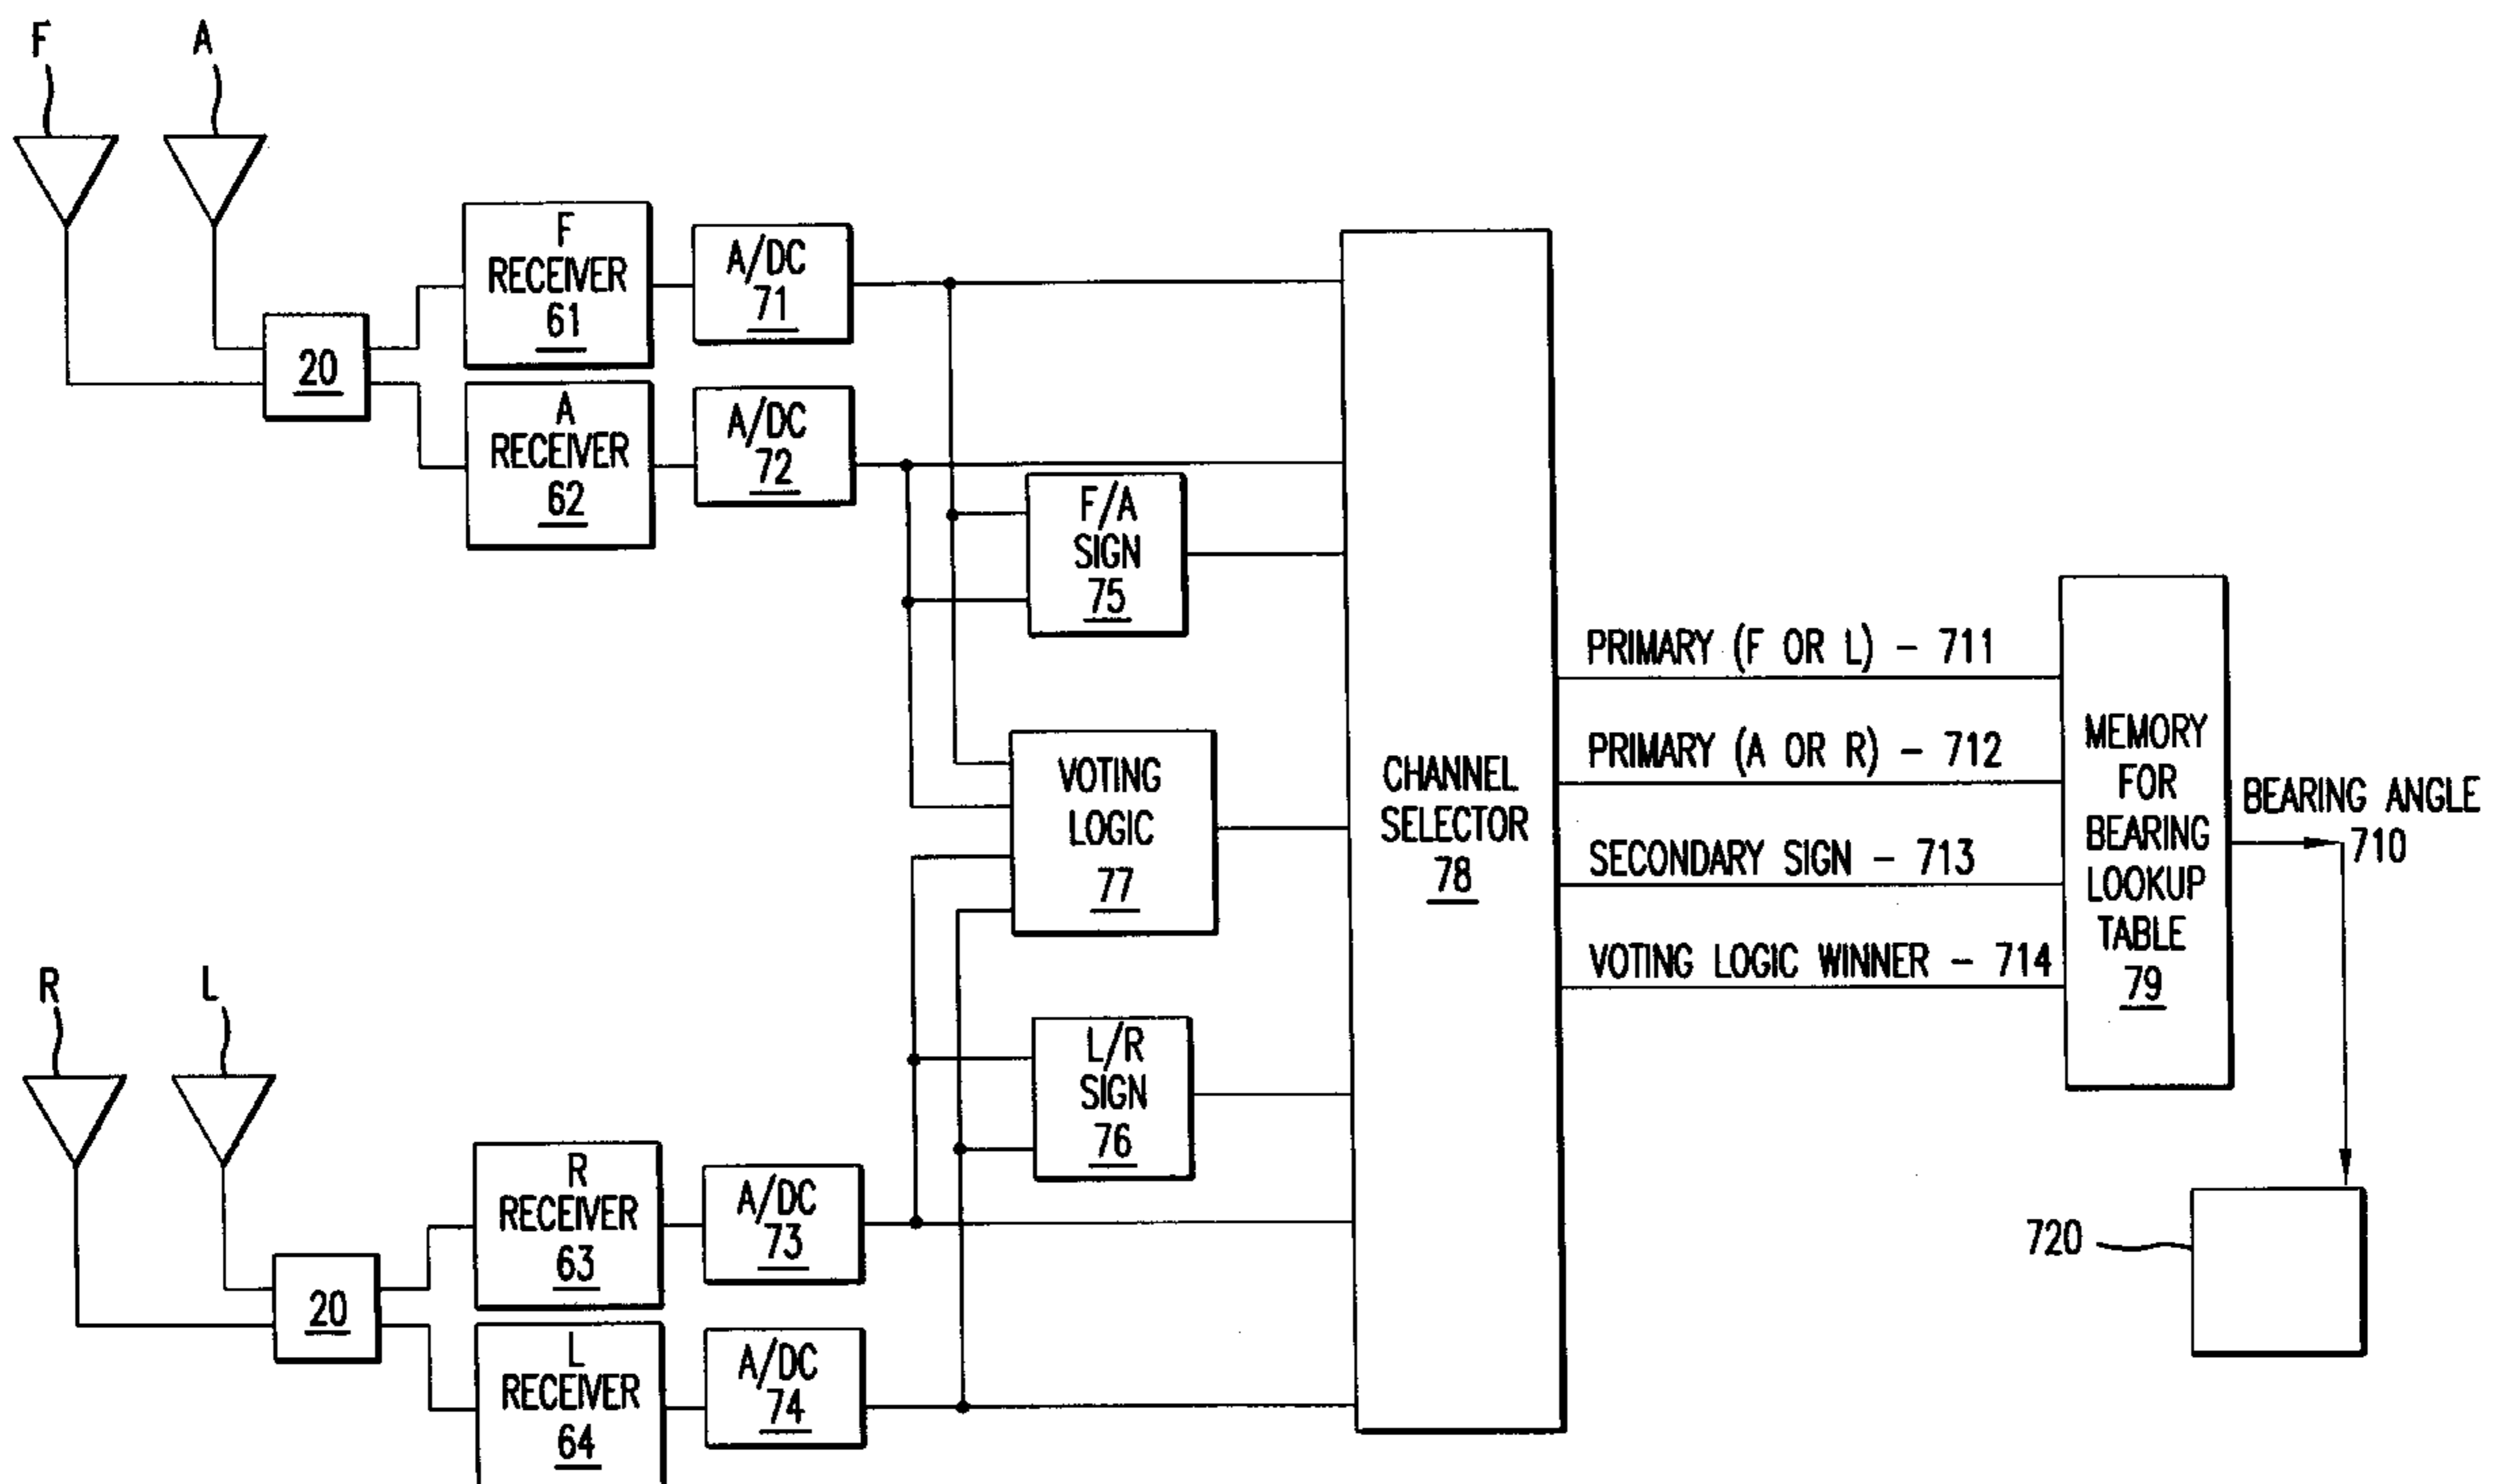 F
A
F
RECEIVER
61
A/DC
71
20
A
RECEIVER
62
A/DC
72
F/A
SIGN
75
VOTING
LOGIC
77
CHANNEL
SELECTOR
78
PRIMARY (F OR L) - 711
PRIMARY (A OR R) - 712
SECONDARY SIGN - 713
VOTING LOGIC WINNER - 714
MEMORY
FOR
BEARING
LOOKUP
TABLE
79
BEARING ANGLE
710
R
L
L/R
SIGN
76
R
RECEIVER
63
A/DC
73
20
L
RECEIVER
64
A/DC
74
720